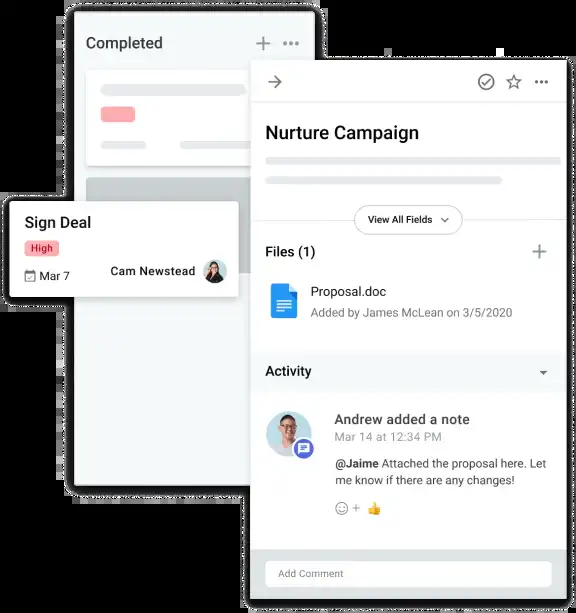 Completed
Nurture Campaign
View All Fields
Sign Deal
High
Mar 7
Cam Newstead
Files (1)
Proposal.doc
Added by James McLean on 3/5/2020
Activity
Andrew added a note
Mar 14 at 12:34 PM
@Jaime Attached the proposal here. Let
me know if there are any changes!
Add Comment